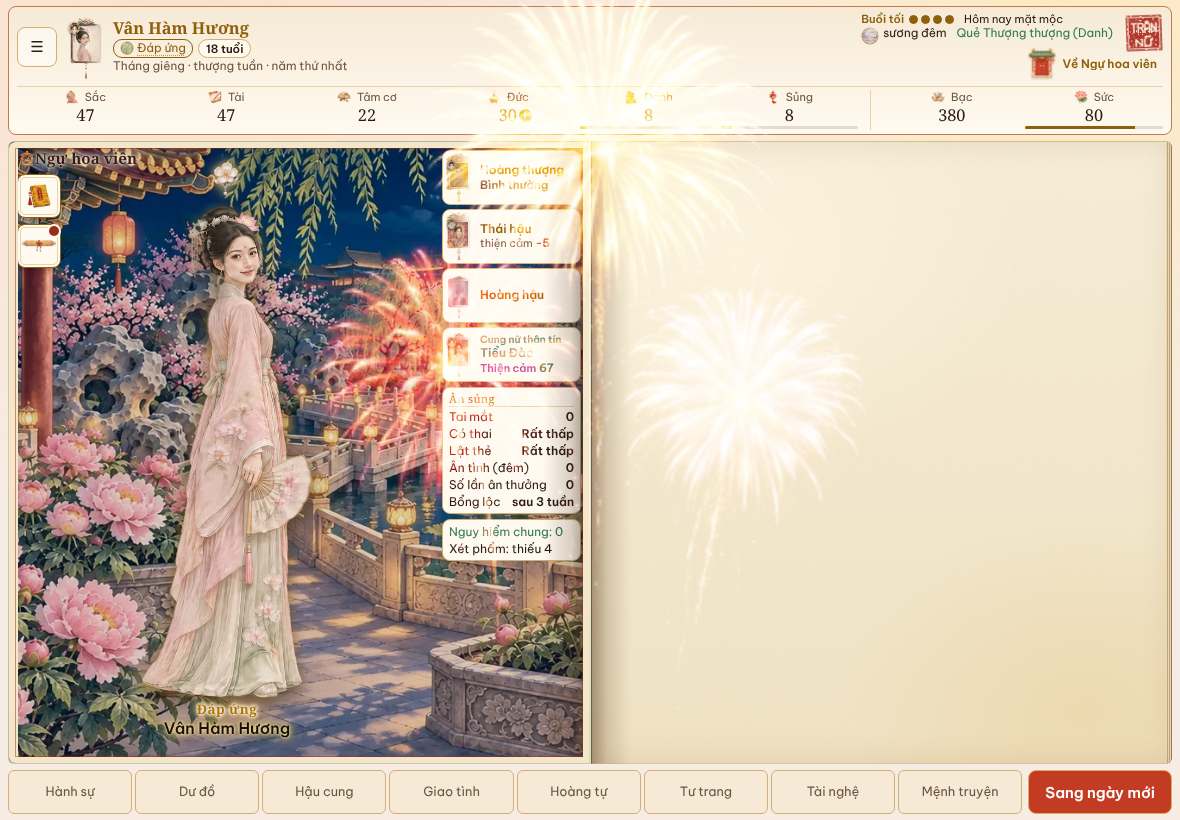 ☰
Vân Hàm Hương
Đáp ứng 18 tuổi
Tháng giêng · thượng tuần · năm thứ nhất
Buổi tối Hôm nay mặt mộc
sương đêm Quẻ Thượng thượng (Danh)
TRÂN NỮ
Về Ngự hoa viên
Sắc Tài Tâm cơ Đức Danh Sủng Bạc Sức
47 47 22 30 8 8 380 80
Ngự hoa viên
Hoàng thượng
Bình thường
Thái hậu
thiện cảm -5
Hoàng hậu
Cung nữ thân tín
Tiểu Đào
Thiện cảm 67
Ân sủng
Tai mắt 0
Có thai Rất thấp
Lật thẻ Rất thấp
Ân tình (đêm) 0
Số lần ân thưởng 0
Bổng lộc sau 3 tuần
Nguy hiểm chung: 0
Xét phẩm: thiếu 4
Đáp ứng
Vân Hàm Hương
Hành sự Dư đồ Hậu cung Giao tình Hoàng tự Tư trang Tài nghệ Mệnh truyện Sang ngày mới